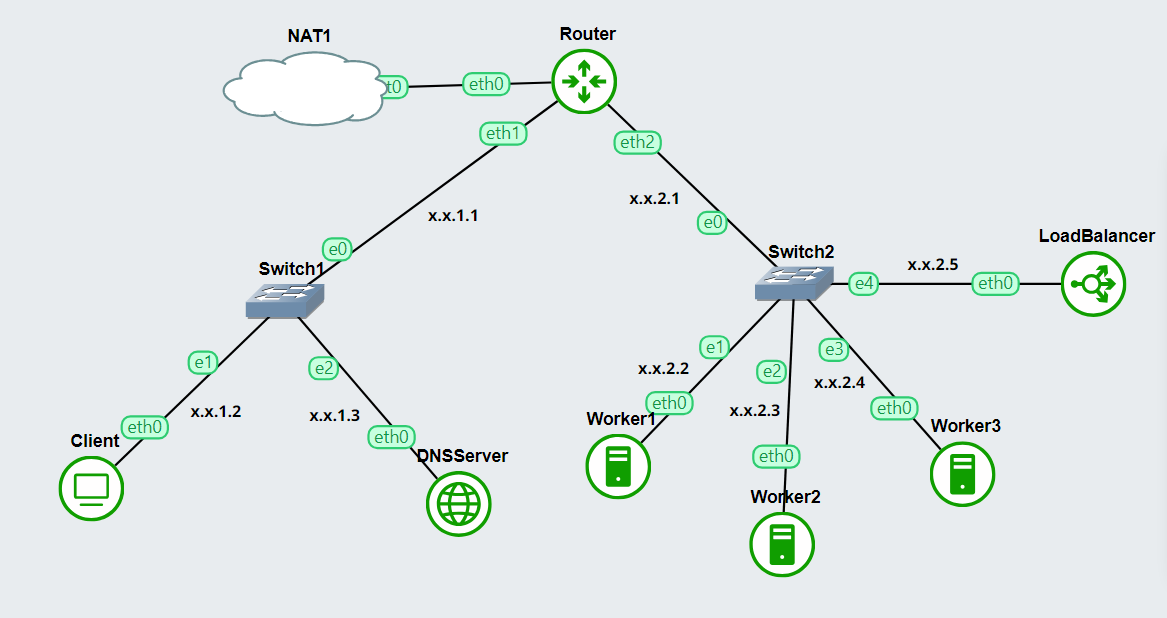 NAT1
Router
t0
eth0
eth1
eth2
x.x.1.1
x.x.2.1
e0
e0
Switch1
Switch2
LoadBalancer
x.x.2.5
e4
eth0
e1
e2
x.x.1.2
x.x.1.3
eth0
eth0
Client
DNSServer
e1
e2
e3
x.x.2.2
x.x.2.3
x.x.2.4
eth0
eth0
eth0
Worker1
Worker2
Worker3